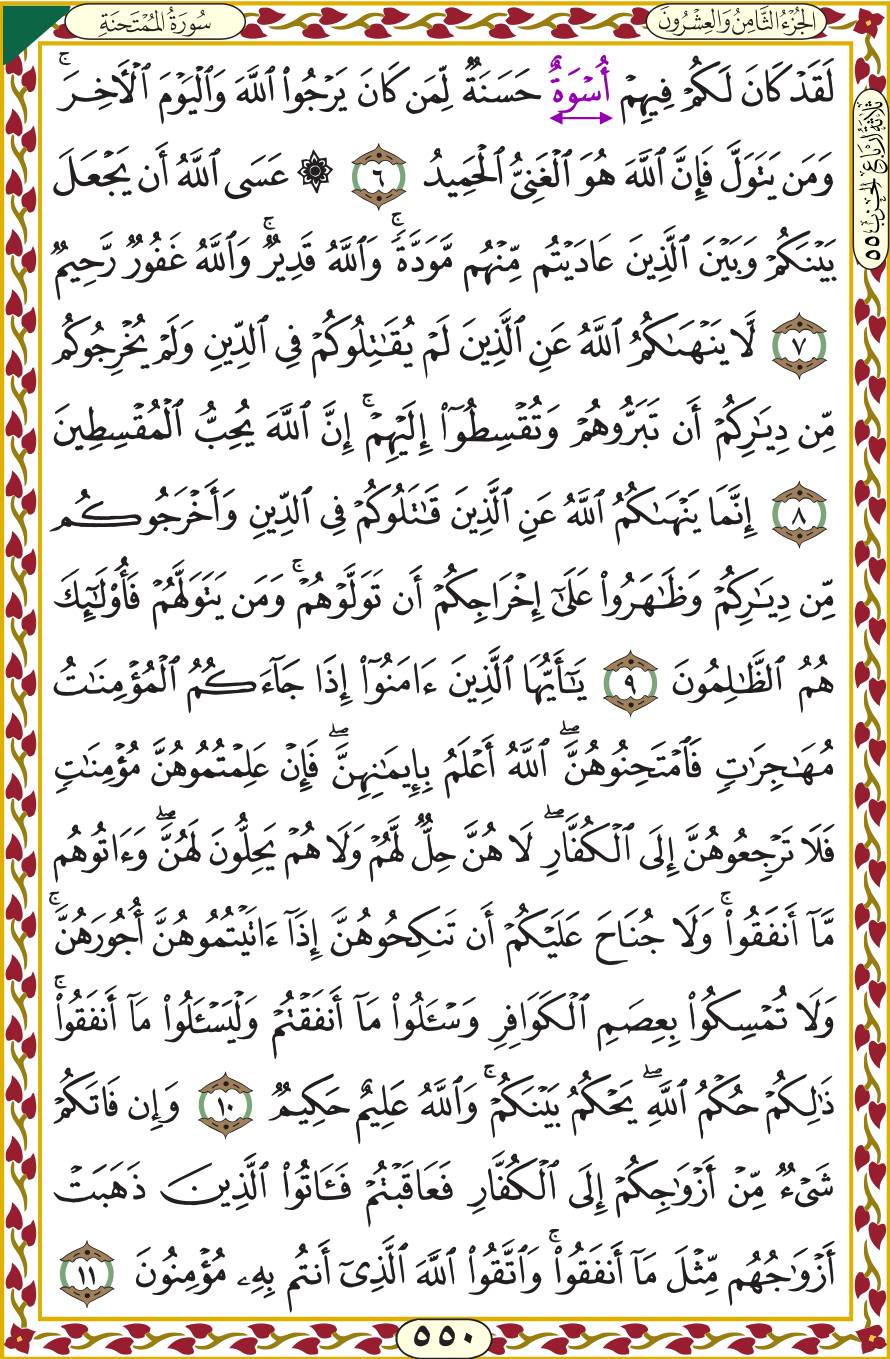 الجُزْءُ الثَّامِنُ وَالعِشْرُونَ
سُورَةُ المُمْتَحنَةِ
لَقَدۡ كَانَ لَكُمۡ فِيهِمۡ أُسۡوَةٌ حَسَنَةٞ لِّمَن كَانَ يَرۡجُواْ ٱللَّهَ وَٱلۡيَوۡمَ ٱلۡأٓخِرَۚ
وَمَن يَتَوَلَّ فَإِنَّ ٱللَّهَ هُوَ ٱلۡغَنِيُّ ٱلۡحَمِيدُ ٦ ۞ عَسَى ٱللَّهُ أَن يَجۡعَلَ
بَيۡنَكُمۡ وَبَيۡنَ ٱلَّذِينَ عَادَيۡتُم مِّنۡهُم مَّوَدَّةٗۚ وَٱللَّهُ قَدِيرٞۚ وَٱللَّهُ غَفُورٞ رَّحِيمٞ
٧ لَّا يَنۡهَىٰكُمُ ٱللَّهُ عَنِ ٱلَّذِينَ لَمۡ يُقَٰتِلُوكُمۡ فِي ٱلدِّينِ وَلَمۡ يُخۡرِجُوكُم
مِّن دِيَٰرِكُمۡ أَن تَبَرُّوهُمۡ وَتُقۡسِطُوٓاْ إِلَيۡهِمۡۚ إِنَّ ٱللَّهَ يُحِبُّ ٱلۡمُقۡسِطِينَ
٨ إِنَّمَا يَنۡهَىٰكُمُ ٱللَّهُ عَنِ ٱلَّذِينَ قَٰتَلُوكُمۡ فِي ٱلدِّينِ وَأَخۡرَجُوكُم
مِّن دِيَٰرِكُمۡ وَظَٰهَرُواْ عَلَىٰٓ إِخۡرَاجِكُمۡ أَن تَوَلَّوۡهُمۡۚ وَمَن يَتَوَلَّهُمۡ فَأُوْلَٰٓئِكَ
هُمُ ٱلظَّٰلِمُونَ ٩ يَٰٓأَيُّهَا ٱلَّذِينَ ءَامَنُوٓاْ إِذَا جَآءَكُمُ ٱلۡمُؤۡمِنَٰتُ
مُهَٰجِرَٰتٖ فَٱمۡتَحِنُوهُنَّۖ ٱللَّهُ أَعۡلَمُ بِإِيمَٰنِهِنَّۖ فَإِنۡ عَلِمۡتُمُوهُنَّ مُؤۡمِنَٰتٖ
فَلَا تَرۡجِعُوهُنَّ إِلَى ٱلۡكُفَّارِۖ لَا هُنَّ حِلّٞ لَّهُمۡ وَلَا هُمۡ يَحِلُّونَ لَهُنَّۖ وَءَاتُوهُم
مَّآ أَنفَقُواْۚ وَلَا جُنَاحَ عَلَيۡكُمۡ أَن تَنكِحُوهُنَّ إِذَآ ءَاتَيۡتُمُوهُنَّ أُجُورَهُنَّۚ
وَلَا تُمۡسِكُواْ بِعِصَمِ ٱلۡكَوَافِرِ وَسۡـَٔلُواْ مَآ أَنفَقۡتُمۡ وَلۡيَسۡـَٔلُواْ مَآ أَنفَقُواْۚ
ذَٰلِكُمۡ حُكۡمُ ٱللَّهِۖ يَحۡكُمُ بَيۡنَكُمۡۚ وَٱللَّهُ عَلِيمٌ حَكِيمٞ ١٠ وَإِن فَاتَكُمۡ
شَيۡءٞ مِّنۡ أَزۡوَٰجِكُمۡ إِلَى ٱلۡكُفَّارِ فَعَاقَبۡتُمۡ فَـَٔاتُواْ ٱلَّذِينَ ذَهَبَتۡ
أَزۡوَٰجُهُم مِّثۡلَ مَآ أَنفَقُواْۚ وَٱتَّقُواْ ٱللَّهَ ٱلَّذِيٓ أَنتُم بِهِۦ مُؤۡمِنُونَ ١١
ثَلَاثَةُ أَرْبَاعِ الحِزْبِ ٥٥
٥٥٠